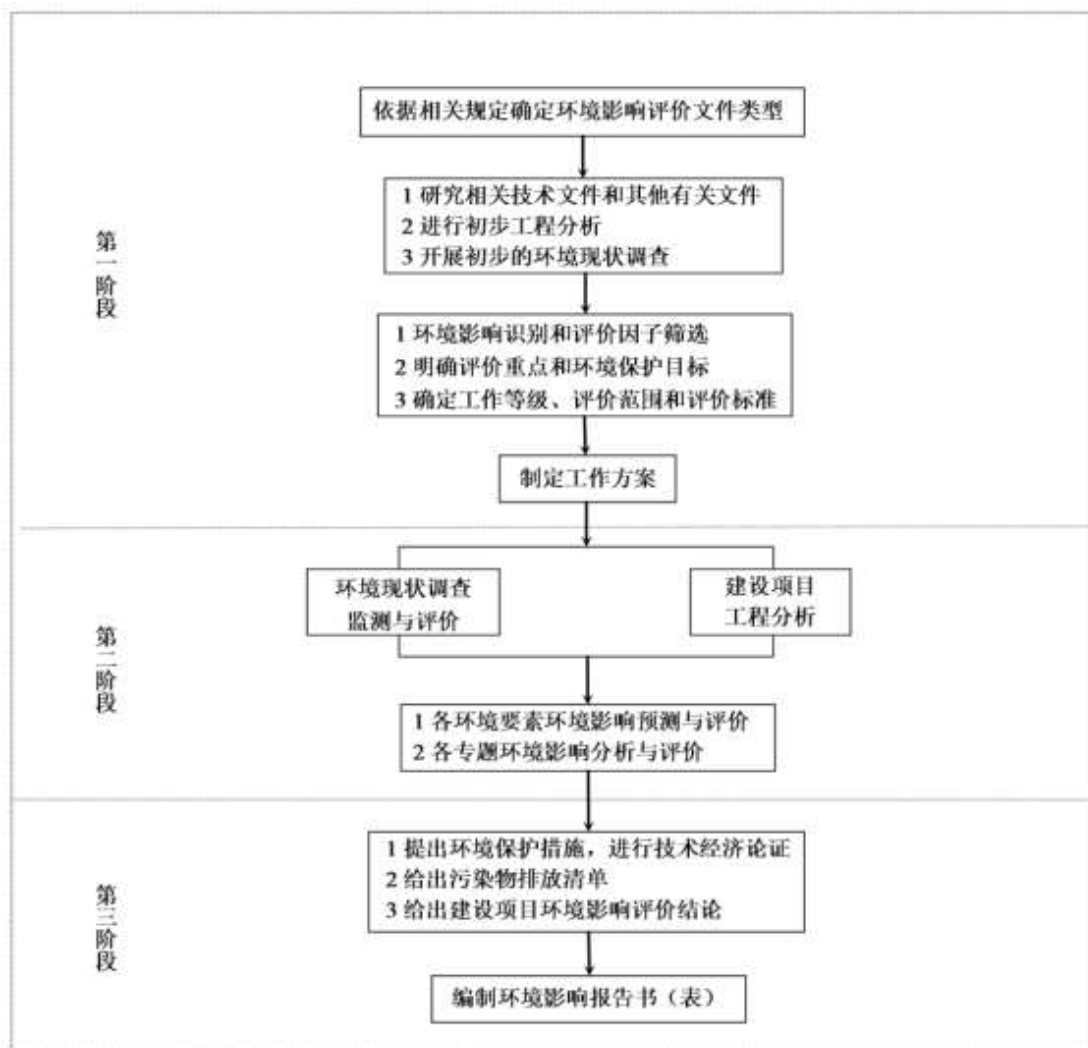 依据相关规定确定环境影响评价文件类型
1 研究相关技术文件和其他有关文件
2 进行初步工程分析
3 开展初步的环境现状调查
第一阶段
1 环境影响识别和评价因子筛选
2 明确评价重点和环境保护目标
3 确定工作等级、评价范围和评价标准
制定工作方案
环境现状调查
监测与评价
建设项目
工程分析
第二阶段
1 各环境要素环境影响预测与评价
2 各专题环境影响分析与评价
1 提出环境保护措施，进行技术经济论证
2 给出污染物排放清单
3 给出建设项目环境影响评价结论
第三阶段
编制环境影响报告书（表）